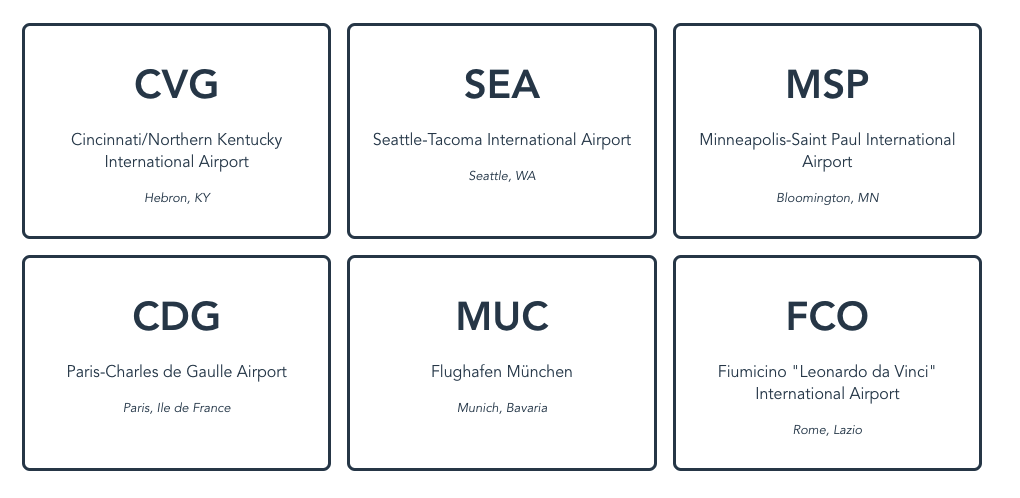 CVG
Cincinnati/Northern Kentucky
International Airport
Hebron, KY
SEA
Seattle-Tacoma International Airport
Seattle, WA
MSP
Minneapolis-Saint Paul International
Airport
Bloomington, MN
CDG
Paris-Charles de Gaulle Airport
Paris, Ile de France
MUC
Flughafen München
Munich, Bavaria
FCO
Fiumicino "Leonardo da Vinci"
International Airport
Rome, Lazio